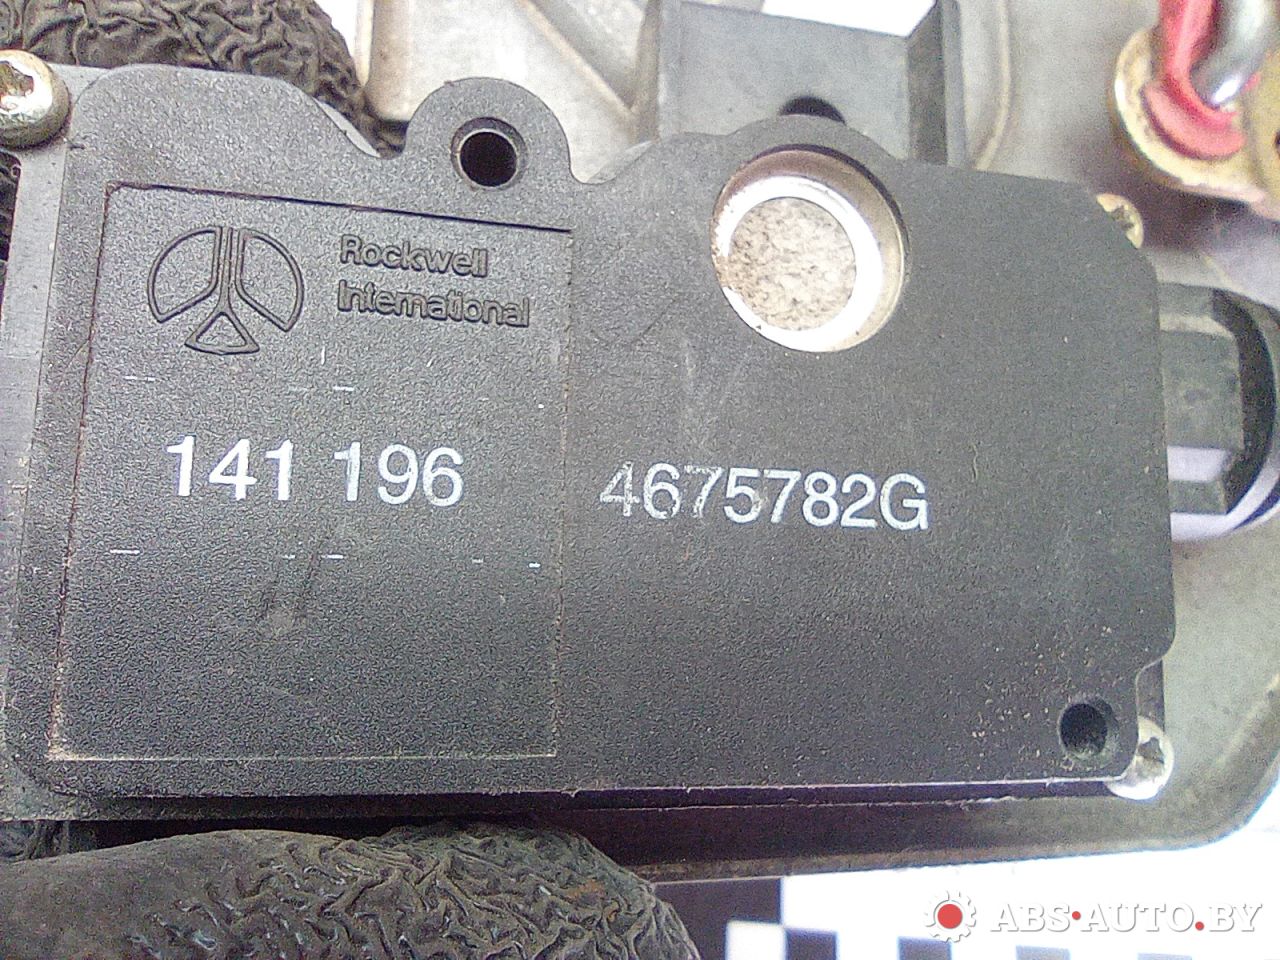 Rockwell
International
141 196
4675782G
ABS•AUTO.BY